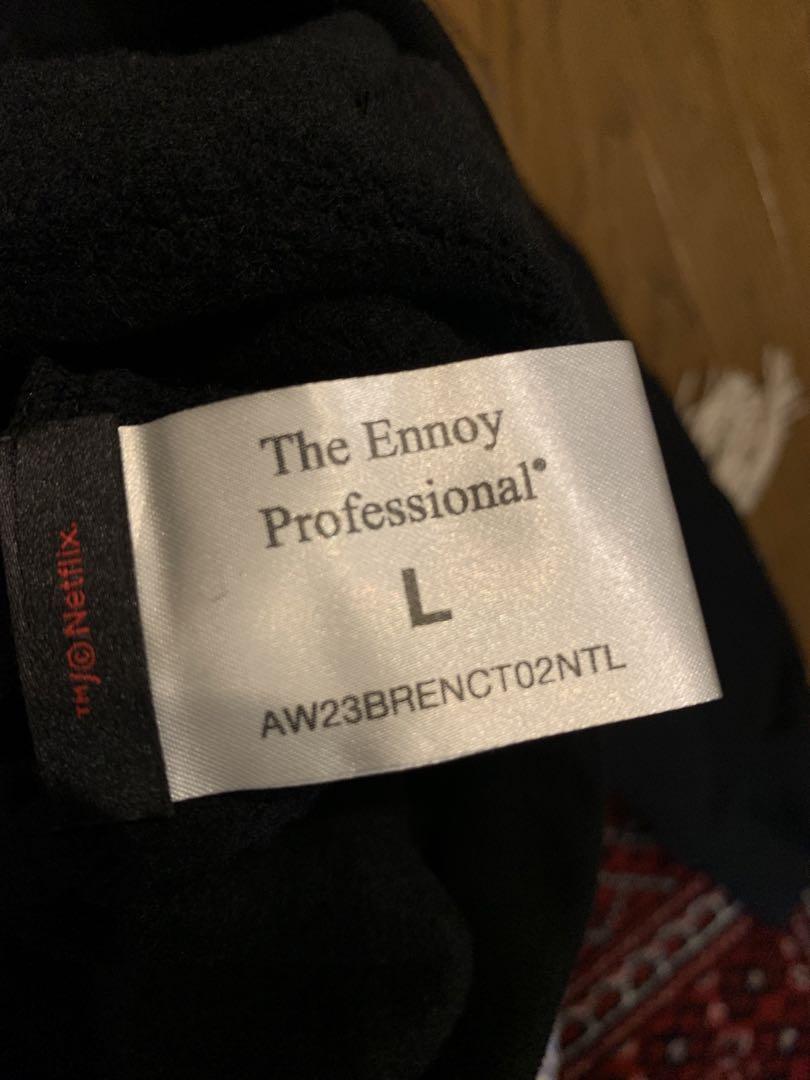 The Ennoy
Professional®
L
AW23BRENCT02NTL
™/© Netflix.